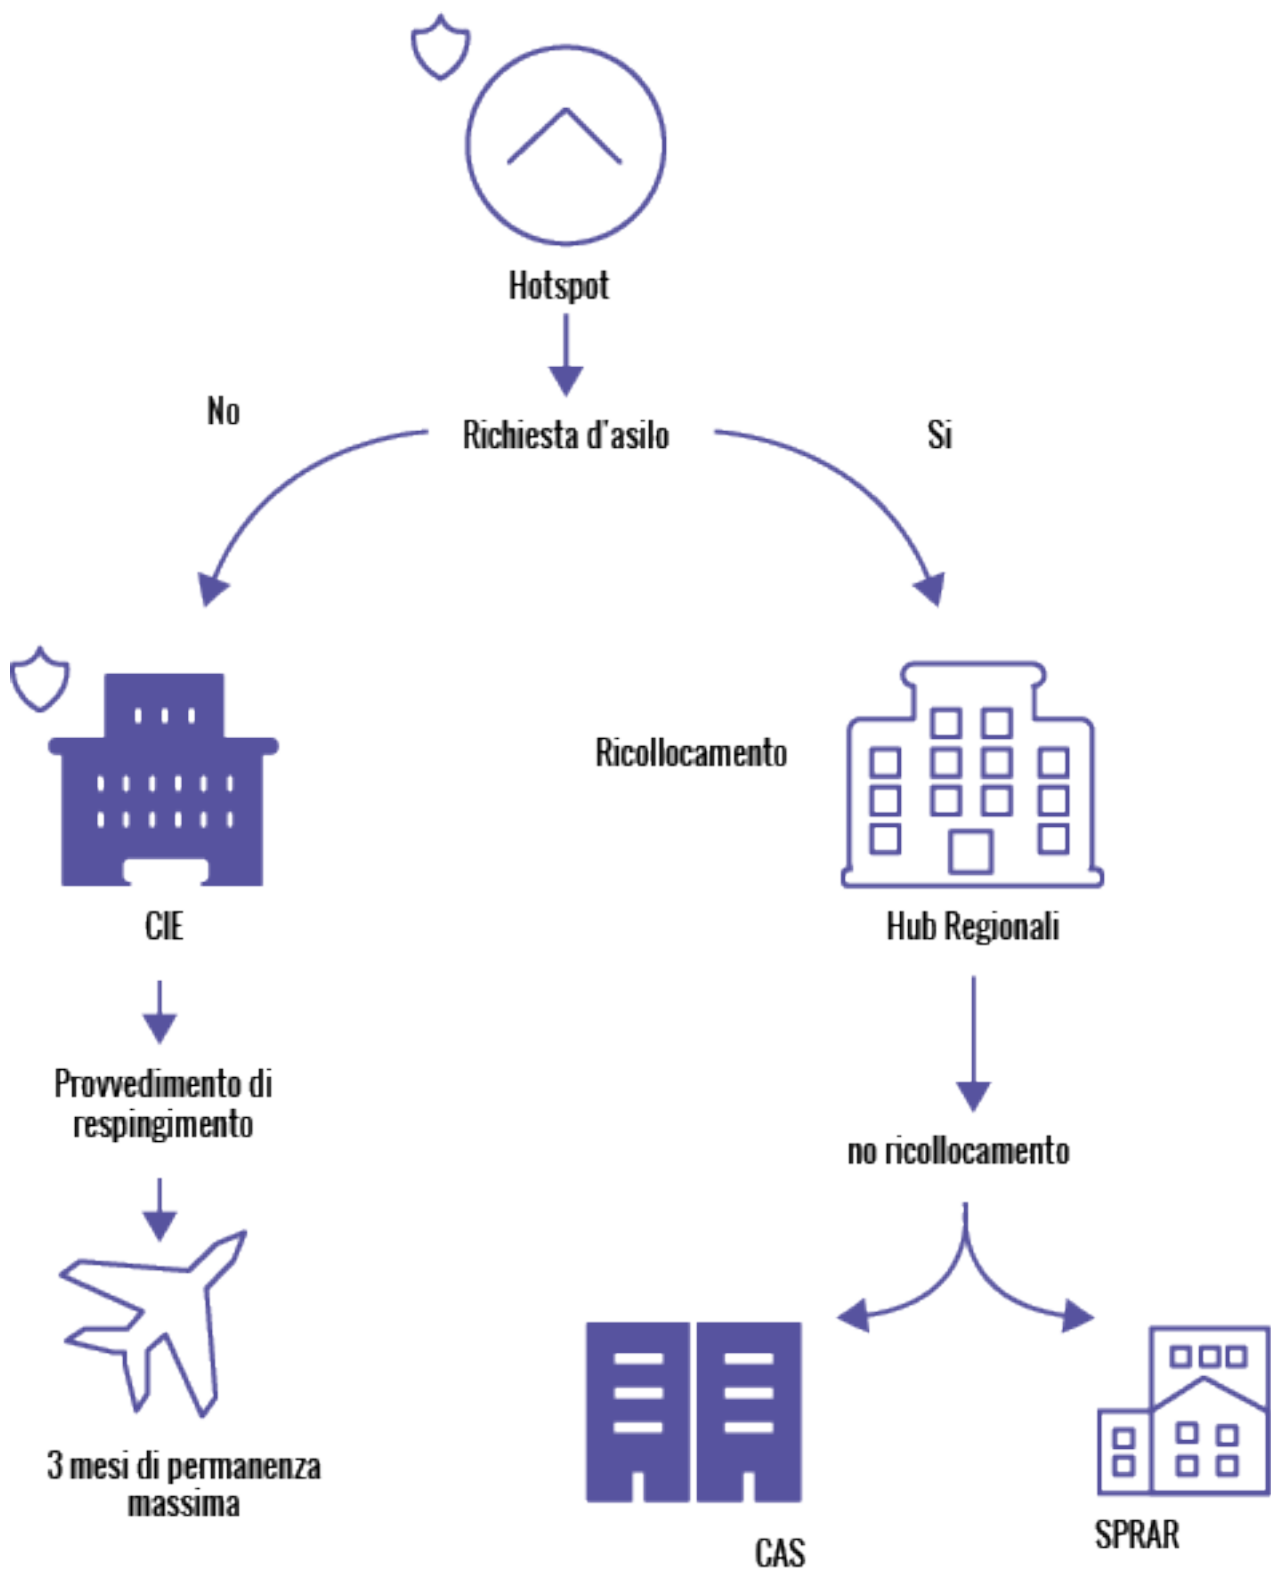 Hotspot
No
Richiesta d'asilo
Si
Ricollocamento
CIE
Hub Regionali
Provvedimento di
respingimento
no ricollocamento
3 mesi di permanenza
massima
CAS
SPRAR